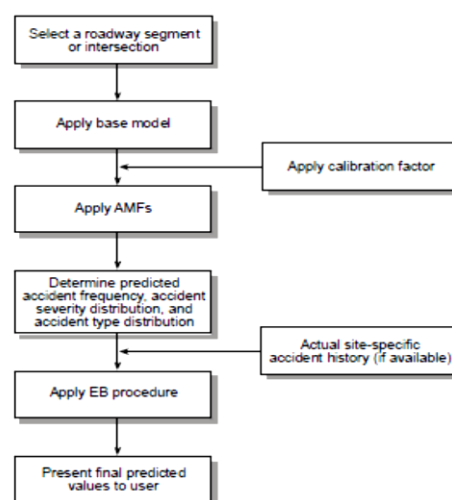 Select a roadway segment
or intersection
Apply base model
Apply calibration factor
Apply AMFs
Determine predicted
accident frequency, accident
severity distribution, and
accident type distribution
Actual site-specific
accident history (if available)
Apply EB procedure
Present final predicted
values to user